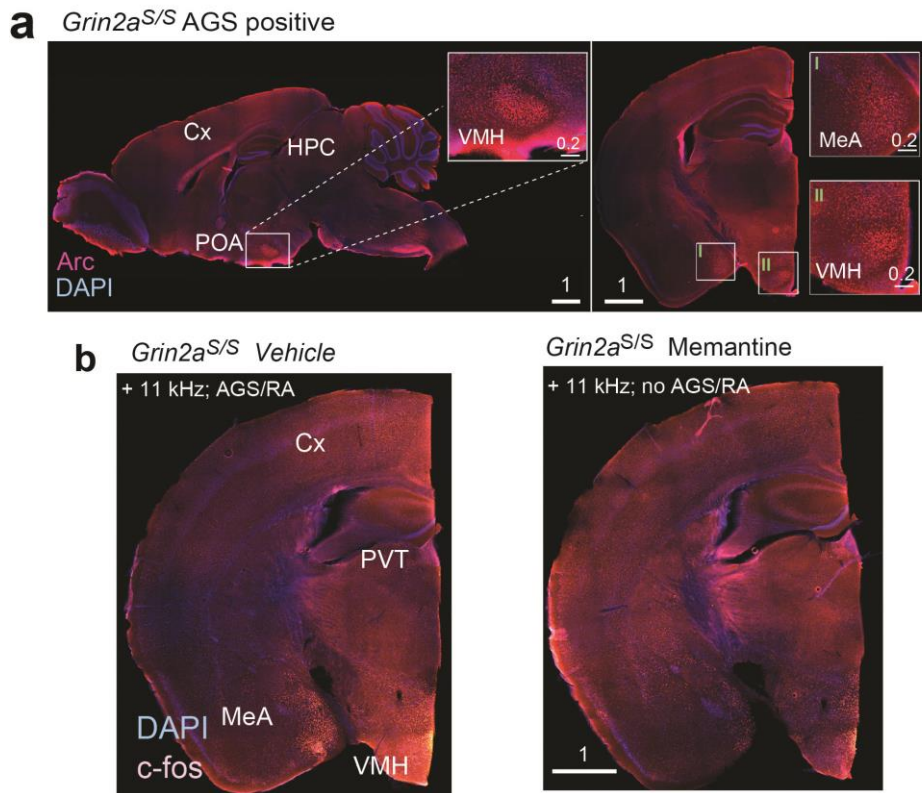 a
Grin2aS/S AGS positive
Cx
HPC
POA
VMH
0.2
Arc
DAPI
1
I
II
1
I
MeA
0.2
II
VMH
0.2
b
Grin2aS/S Vehicle
+ 11 kHz; AGS/RA
Cx
PVT
MeA
DAPI
c-fos
VMH
Grin2aS/S Memantine
+ 11 kHz; no AGS/RA
1